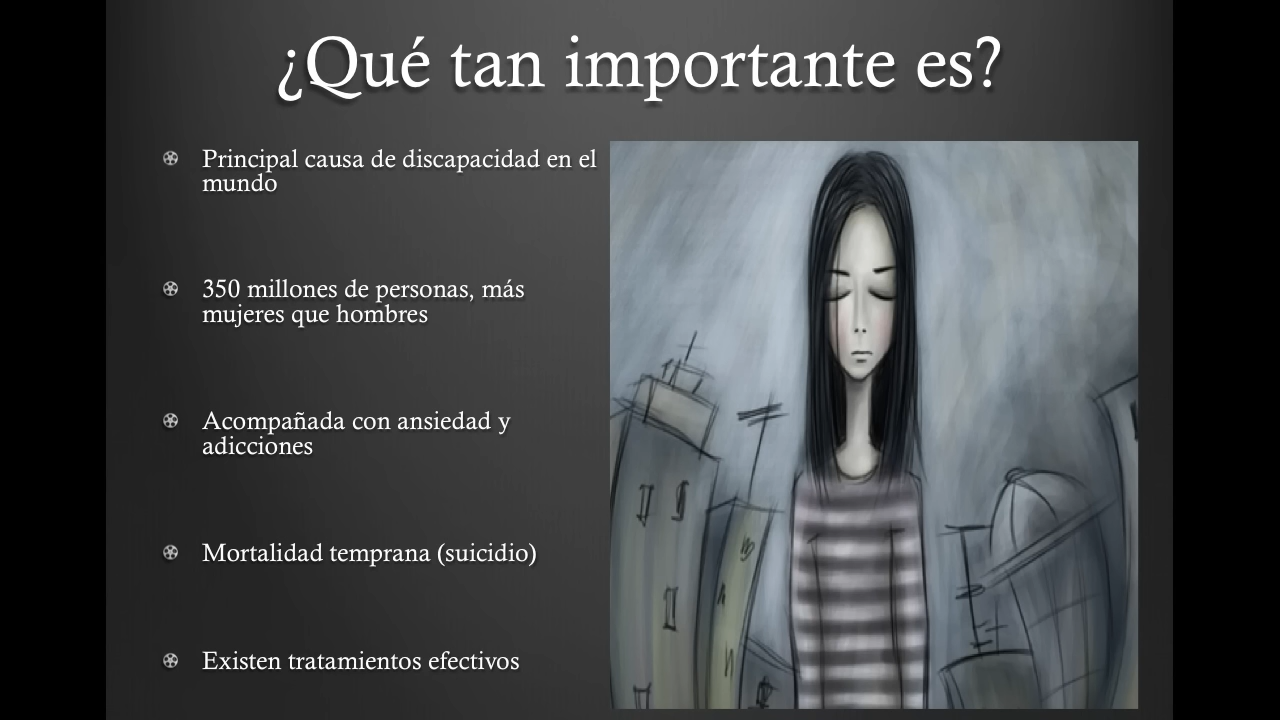 ¿Qué tan importante es?
Principal causa de discapacidad en el
mundo
350 millones de personas, más
mujeres que hombres
Acompañada con ansiedad y
adicciones
Mortalidad temprana (suicidio)
Existen tratamientos efectivos